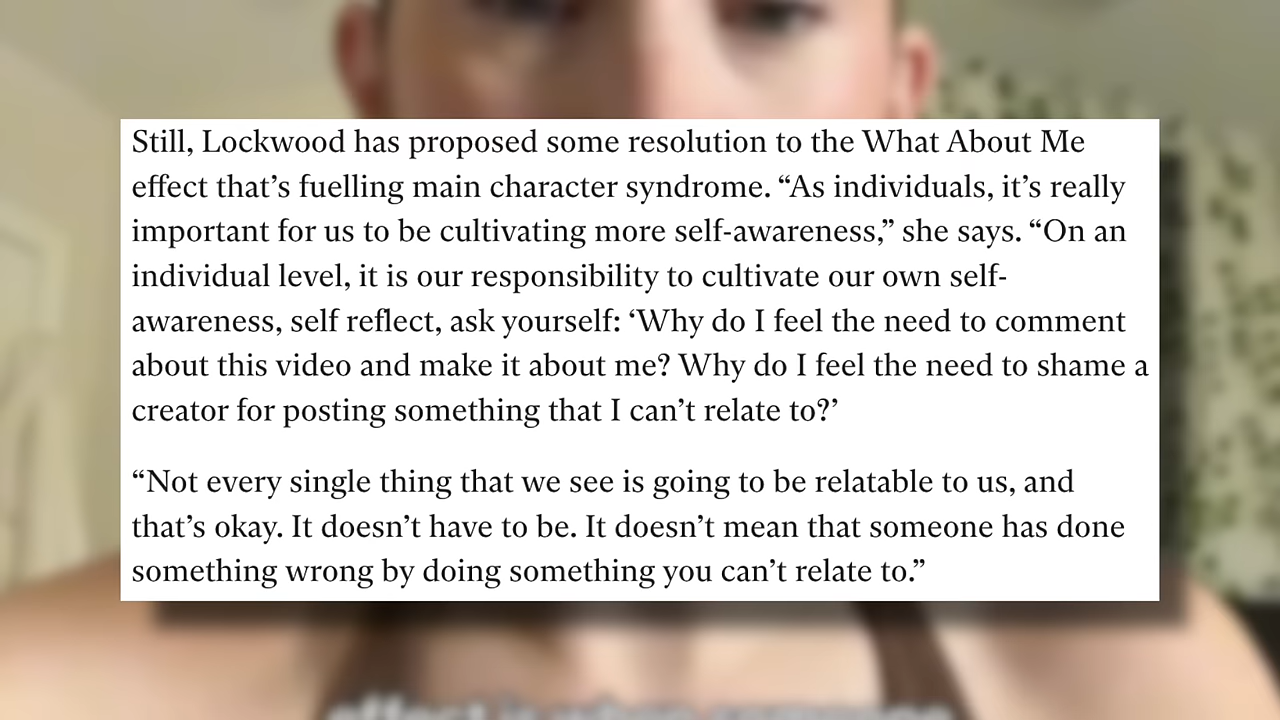 Still, Lockwood has proposed some resolution to the What About Me
effect that’s fuelling main character syndrome. “As individuals, it’s really
important for us to be cultivating more self-awareness,” she says. “On an
individual level, it is our responsibility to cultivate our own self-
awareness, self reflect, ask yourself: ‘Why do I feel the need to comment
about this video and make it about me? Why do I feel the need to shame a
creator for posting something that I can’t relate to?’
“Not every single thing that we see is going to be relatable to us, and
that’s okay. It doesn’t have to be. It doesn’t mean that someone has done
something wrong by doing something you can’t relate to.”